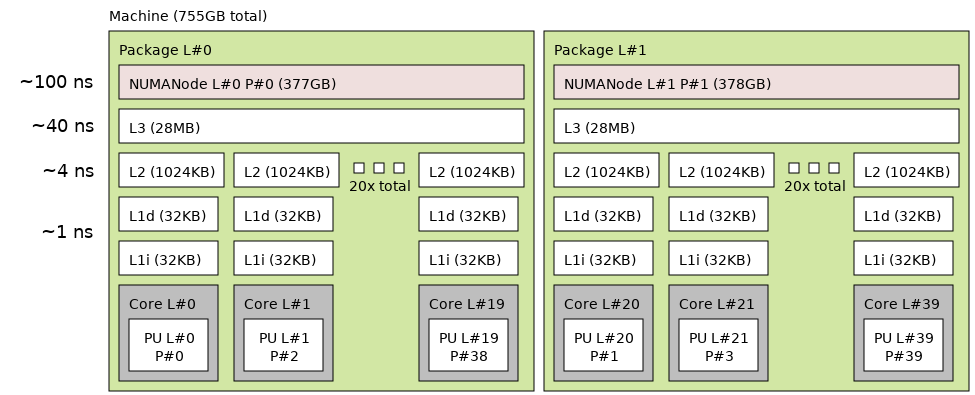 Machine (755GB total)
Package L#0
Package L#1
~100 ns
NUMANode L#0 P#0 (377GB)
NUMANode L#1 P#1 (378GB)
~40 ns
L3 (28MB)
L3 (28MB)
~4 ns
L2 (1024KB)
L2 (1024KB)
20x total
L2 (1024KB)
L2 (1024KB)
L2 (1024KB)
20x total
L2 (1024KB)
~1 ns
L1d (32KB)
L1d (32KB)
L1d (32KB)
L1d (32KB)
L1d (32KB)
L1d (32KB)
L1i (32KB)
L1i (32KB)
L1i (32KB)
L1i (32KB)
L1i (32KB)
L1i (32KB)
Core L#0
PU L#0
P#0
Core L#1
PU L#1
P#2
Core L#19
PU L#19
P#38
Core L#20
PU L#20
P#1
Core L#21
PU L#21
P#3
Core L#39
PU L#39
P#39